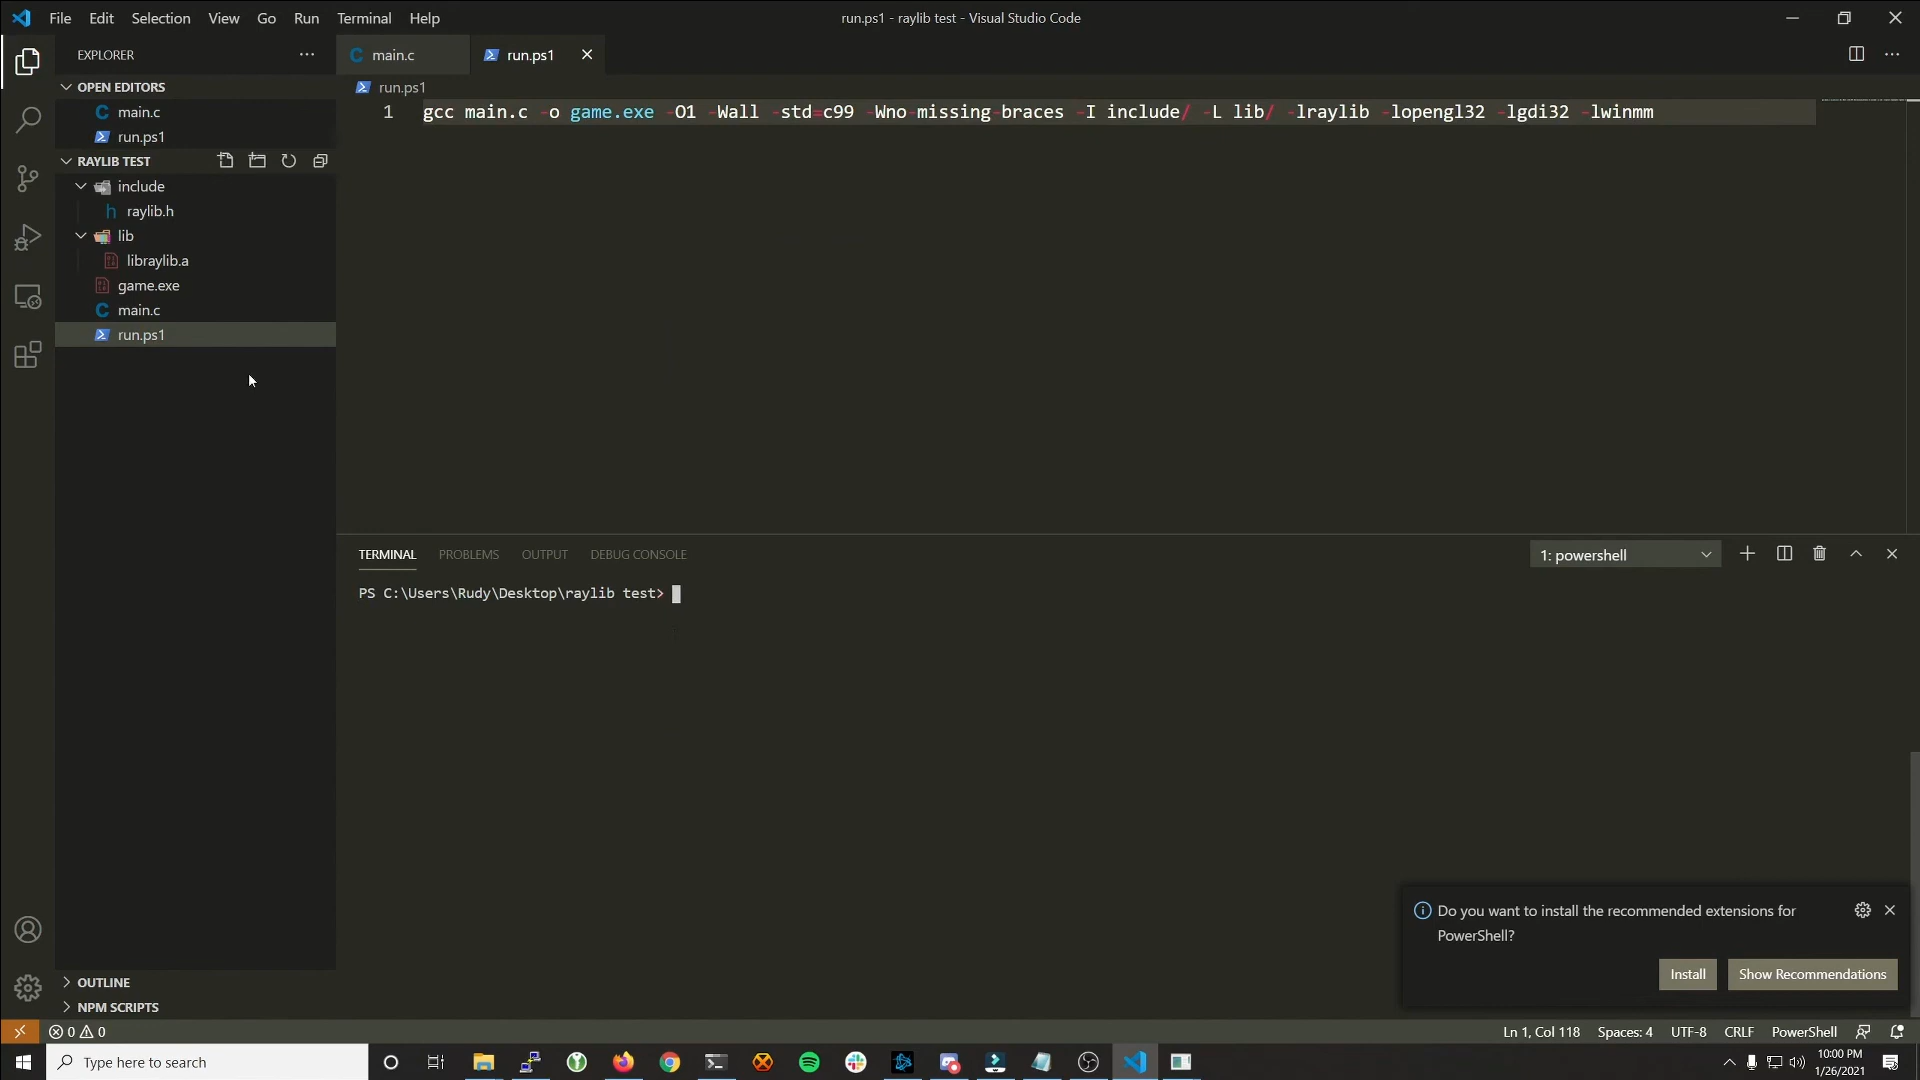 File Edit Selection View Go Run Terminal Help
run.ps1 - raylib test - Visual Studio Code
EXPLORER
main.c
run.ps1
OPEN EDITORS
run.ps1
main.c
1 gcc main.c -o game.exe -O1 -Wall -std=c99 -Wno-missing-braces -I include/ -L lib/ -lraylib -lopengl32 -lgdi32 -lwinmm
run.ps1
RAYLIB TEST
include
raylib.h
lib
libraylib.a
game.exe
main.c
run.ps1
TERMINAL PROBLEMS OUTPUT DEBUG CONSOLE
1: powershell
PS C:\Users\Rudy\Desktop\raylib test>
Do you want to install the recommended extensions for
PowerShell?
Install
Show Recommendations
OUTLINE
NPM SCRIPTS
0 0
Ln 1, Col 118 Spaces: 4 UTF-8 CRLF PowerShell
Type here to search
10:00 PM
1/26/2021